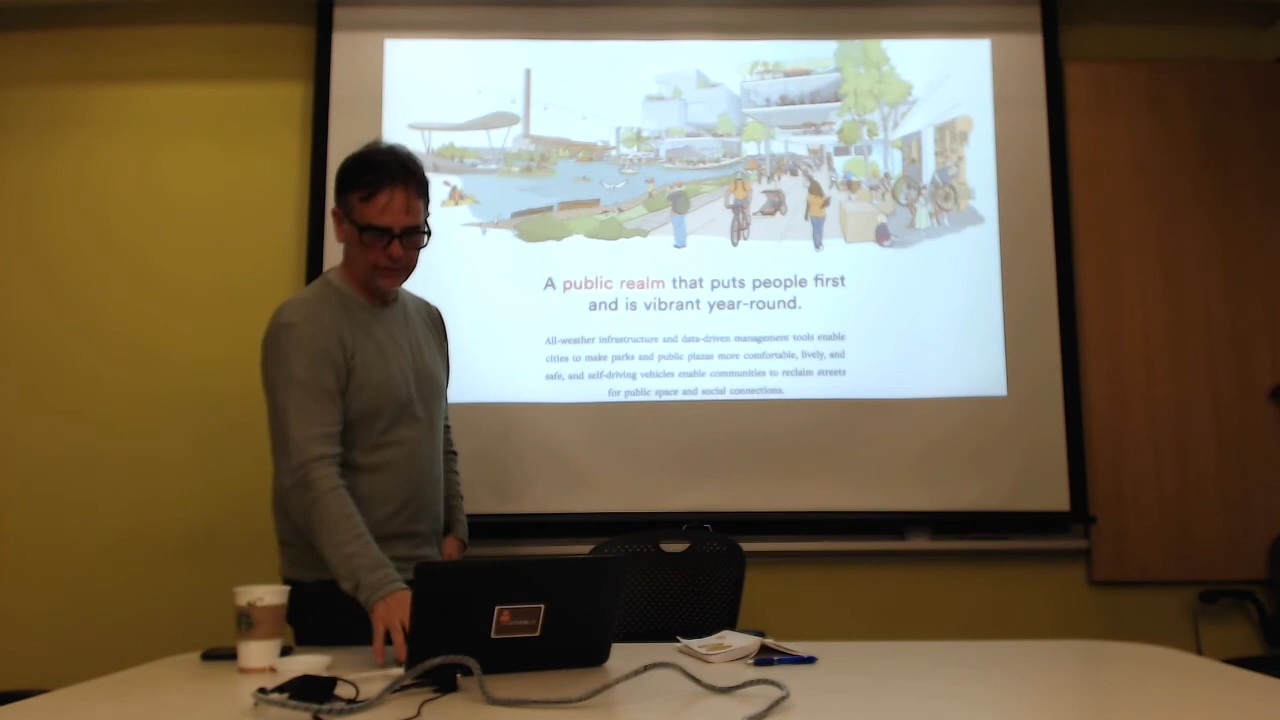 A public realm that puts people first
and is vibrant year-round.
All-weather infrastructure and data-driven management tools enable
cities to make parks and public plazas more comfortable, lively, and
safe, and self-driving vehicles enable communities to reclaim streets
for public space and social connections.